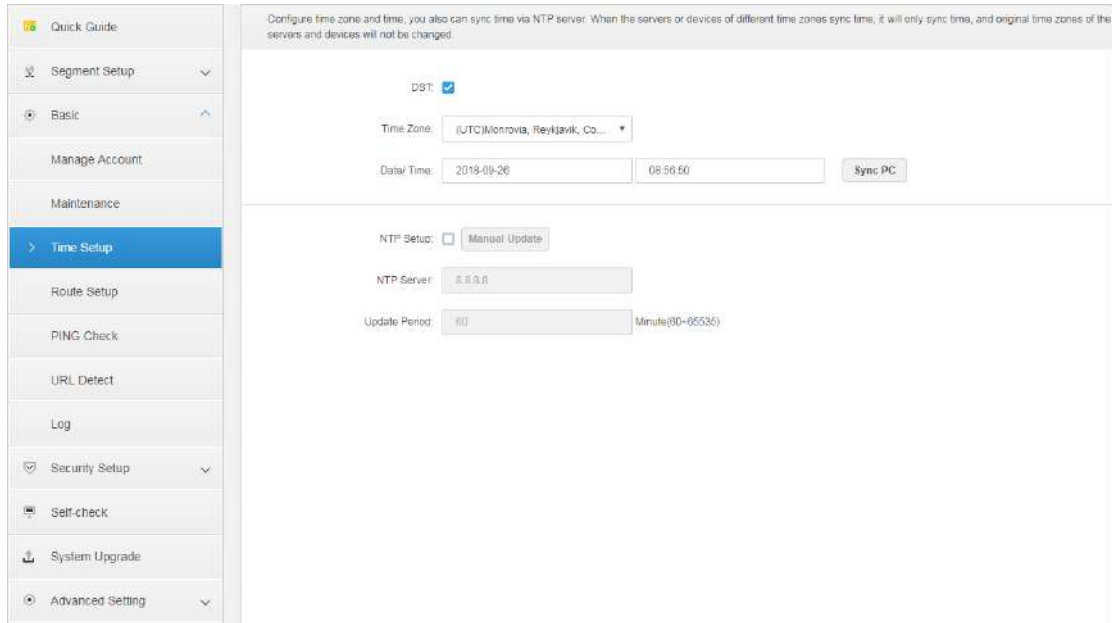 Quick Guide
Segment Setup
Basic
Manage Account
Maintenance
Time Setup
Route Setup
PING Check
URL Detect
Log
Security Setup
Self-check
System Upgrade
Advanced Setting
Configure time zone and time, you also can sync time via NTP server. When the servers or devices of different time zones sync time, it will only sync time, and original time zones of the
servers and devices will not be changed.
DST:
Time Zone: (UTC)Monrovia, Reykjavik, Co...
Date/ Time: 2018-09-26 08:56:50 Sync PC
NTP Setup: Manual Update
NTP Server: 8.8.8.8
Update Period: 60 Minute(60~65535)